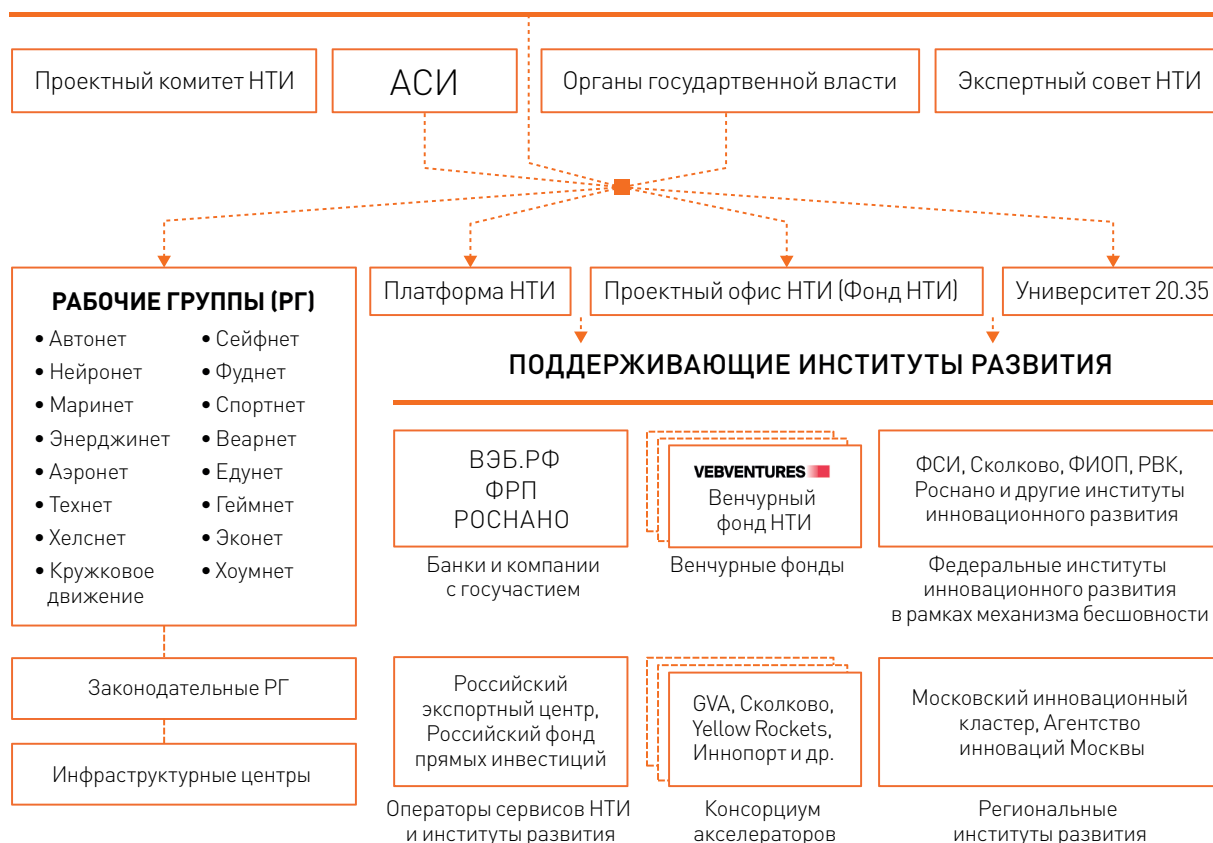 Проектный комитет НТИ
АСИ
Органы государтвенной власти
Экспертный совет НТИ
РАБОЧИЕ ГРУППЫ (РГ)
• Автонет
• Нейронет
• Маринет
• Энерджинет
• Аэронет
• Технет
• Хелснет
• Кружковое
движение
• Сейфнет
• Фуднет
• Спортнет
• Веарнет
• Едунет
• Геймнет
• Эконет
• Хоумнет
Законодательные РГ
Инфраструктурные центры
Платформа НТИ
Проектный офис НТИ (Фонд НТИ)
Университет 20.35
ПОДДЕРЖИВАЮЩИЕ ИНСТИТУТЫ РАЗВИТИЯ
ВЭБ.РФ
ФРП
РОСНАНО
Банки и компании
с госучастием
VEBVENTURES
Венчурный
фонд НТИ
Венчурные фонды
ФСИ, Сколково, ФИОП, РВК,
Роснано и другие институты
инновационного развития
Федеральные институты
инновационного развития
в рамках механизма бесшовности
Российский
экспортный центр,
Российский фонд
прямых инвестиций
Операторы сервисов НТИ
и институты развития
GVA, Сколково,
Yellow Rockets,
Иннопорт и др.
Консорциум
акселераторов
Московский инновационный
кластер, Агентство
инноваций Москвы
Региональные
институты развития